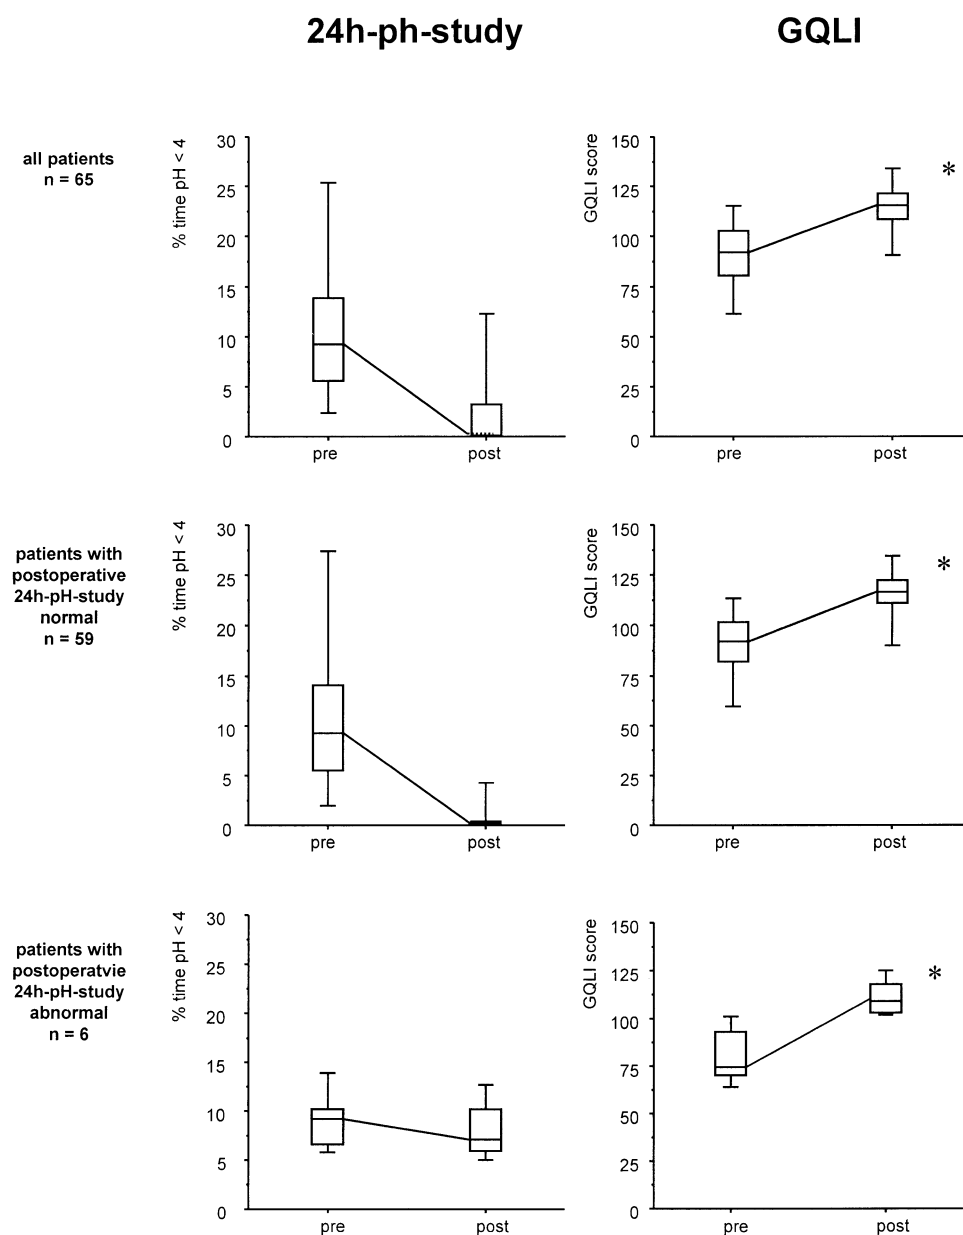 24h-ph-study
GQLI
all patients
n = 65
% time pH < 4
30
25
20
15
10
5
0
pre
post
GQLI score
150
125
100
75
50
25
0
pre
post
*
patients with
postoperative
24h-pH-study
normal
n = 59
% time pH < 4
30
25
20
15
10
5
0
pre
post
GQLI score
150
125
100
75
50
25
0
pre
post
*
patients with
postoperatvie
24h-pH-study
abnormal
n = 6
% time pH < 4
30
25
20
15
10
5
0
pre
post
GQLI score
150
125
100
75
50
25
0
pre
post
*